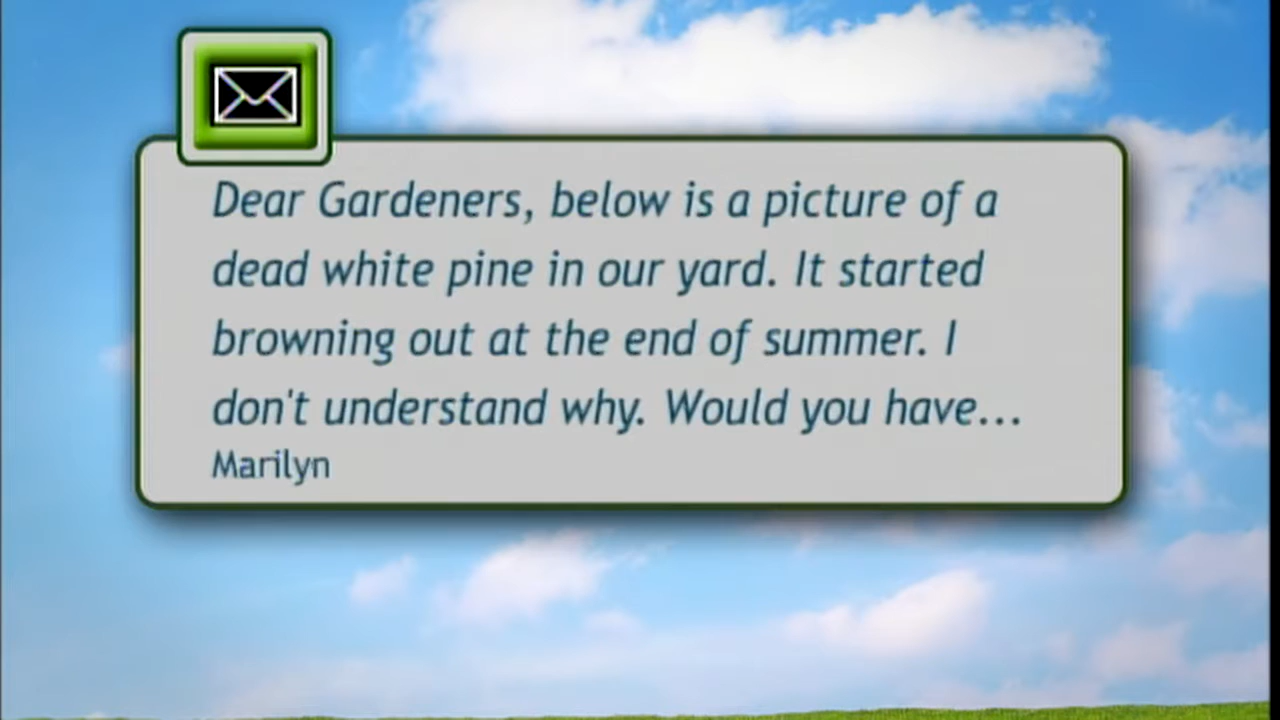 Dear Gardeners, below is a picture of a
dead white pine in our yard. It started
browning out at the end of summer. I
don't understand why. Would you have...
Marilyn